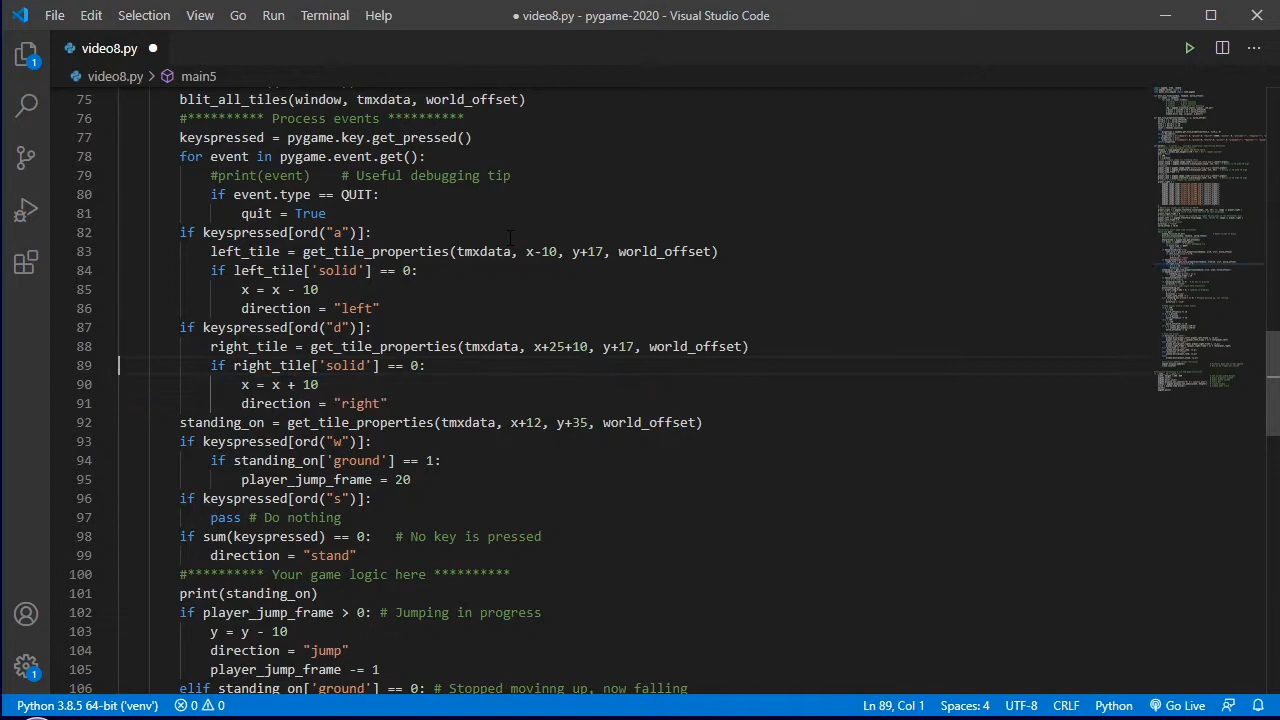 File Edit Selection View Go Run Terminal Help ● video8.py - pygame-2020 - Visual Studio Code
video8.py ●
video8.py > main5
75 blit_all_tiles(window, tmxdata, world_offset)
76 #********** Process events **********
77 keyspressed = pygame.key.get_pressed()
78 for event in pygame.event.get():
79 #print(event)    # Useful debugging tip
80 if event.type == QUIT:
81 quit = True
82 if keyspressed[ord("a")]:
83 left_tile = get_tile_properties(tmxdata, x-10, y+17, world_offset)
84 if left_tile['solid'] == 0:
85 x = x - 10
86 direction = "left"
87 if keyspressed[ord("d")]:
88 right_tile = get_tile_properties(tmxdata, x+25+10, y+17, world_offset)
89 if right_tile['solid'] == 0:
90 x = x + 10
91 direction = "right"
92 standing_on = get_tile_properties(tmxdata, x+12, y+35, world_offset)
93 if keyspressed[ord("w")]:
94 if standing_on['ground'] == 1:
95 player_jump_frame = 20
96 if keyspressed[ord("s")]:
97 pass # Do nothing
98 if sum(keyspressed) == 0:   # No key is pressed
99 direction = "stand"
100 #********** Your game logic here **********
101 print(standing_on)
102 if player_jump_frame > 0: # Jumping in progress
103 y = y - 10
104 direction = "jump"
105 player_jump_frame -= 1
106 elif standing_on['ground'] == 0: # Stopped movinng up, now falling
1
1
Python 3.8.5 64-bit ('venv') 0 0 Ln 89, Col 1 Spaces: 4 UTF-8 CRLF Python Go Live